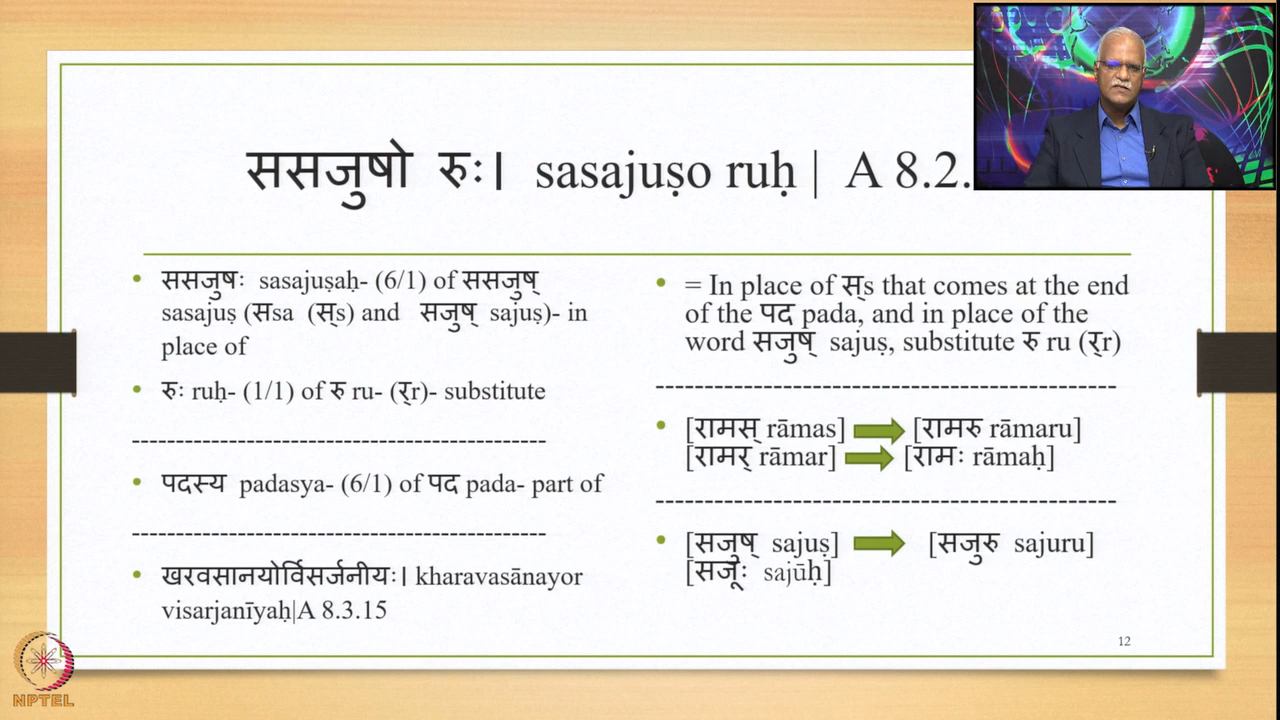 ससजुषो रुः। sasajuṣo ruḥ | A 8.2.
ससजुषः sasajuṣaḥ- (6/1) of ससजुष्
sasajuṣ (सsa (स्s) and सजुष् sajuṣ)- in
place of
रुः ruḥ- (1/1) of रु ru- (र्r)- substitute
----------------------------------------------
पदस्य padasya- (6/1) of पद pada- part of
----------------------------------------------
खरवसानयोर्विसर्जनीयः। kharavasānayor
visarjanīyaḥ|A 8.3.15
= In place of स्s that comes at the end
of the पद pada, and in place of the
word सजुष् sajuṣ, substitute रु ru (र्r)
-----------------------------------------------
[रामस् rāmas] [रामरु rāmaru]
[रामर् rāmar] [रामः rāmaḥ]
-----------------------------------------------
[सजुष् sajuṣ] [सजुरु sajuru]
[सजूः sajūḥ]
12
NPTEL